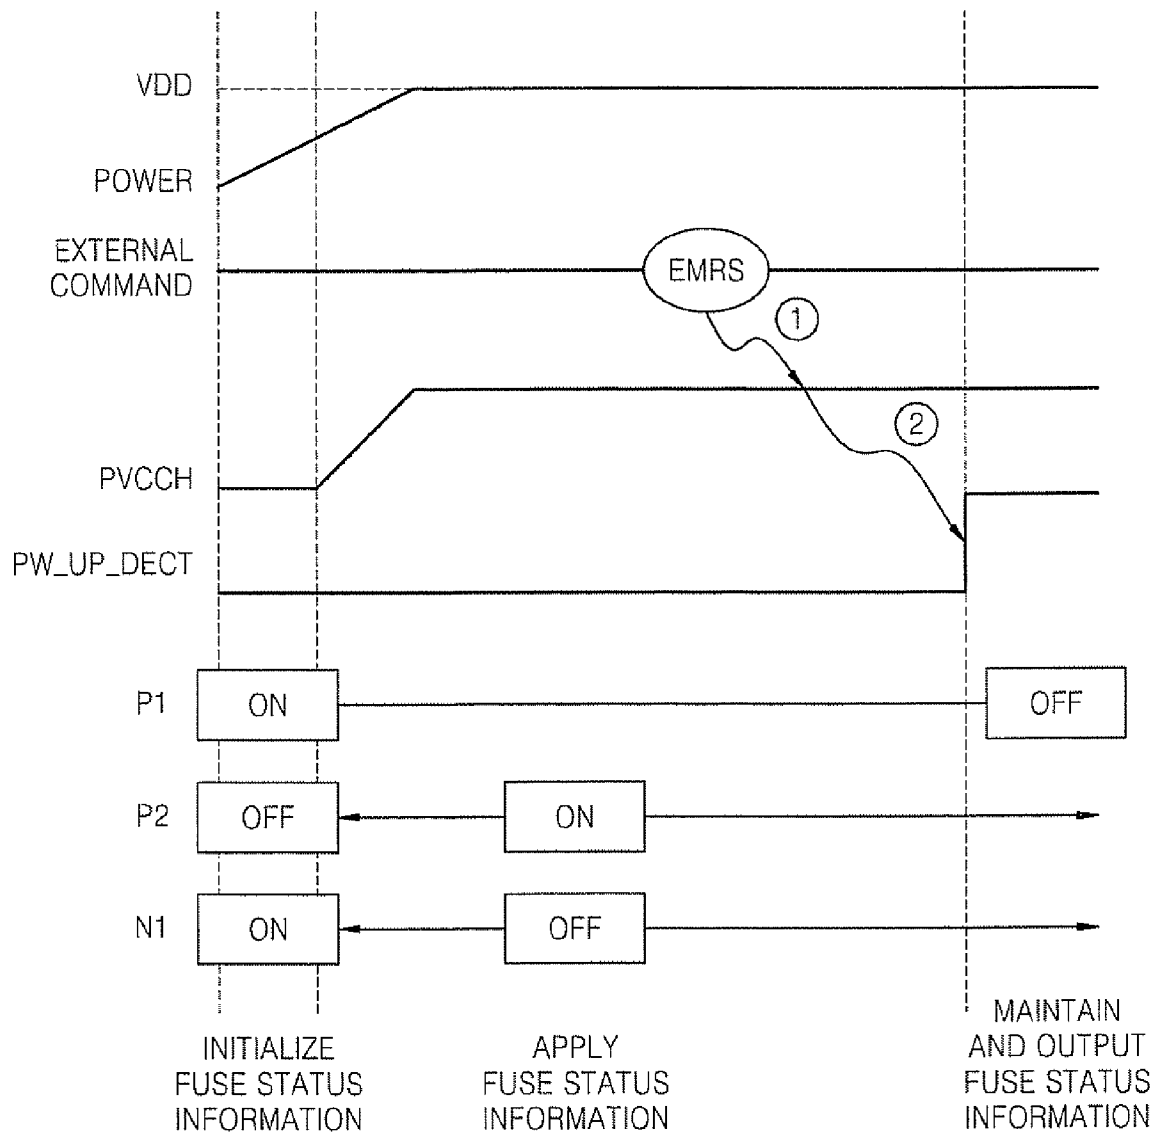 VDD
POWER
EXTERNAL
COMMAND
EMRS
1
2
PVCCH
PW_UP_DECT
P1
ON
OFF
P2
OFF
ON
N1
ON
OFF
INITIALIZE
FUSE STATUS
INFORMATION
APPLY
FUSE STATUS
INFORMATION
MAINTAIN
AND OUTPUT
FUSE STATUS
INFORMATION